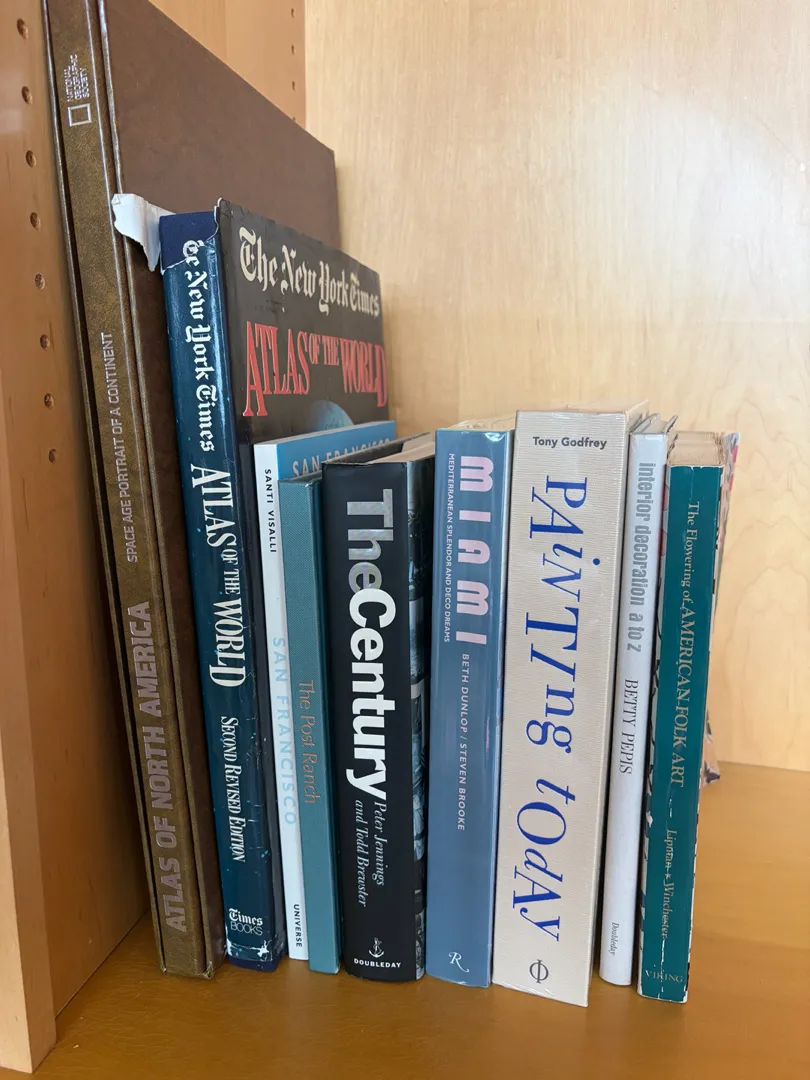 NATIONAL
GEOGRAPHIC
SOCIETY
SPACE AGE PORTRAIT OF A CONTINENT
ATLAS OF NORTH AMERICA
The New York Times
ATLAS OF THE WORLD
SECOND REVISED EDITION
Times
BOOKS
The New York Times
ATLAS OF THE WORLD
SANTI VISALLI
SAN FRANCISCO
UNIVERSE
SAN FRANCISCO
The Post Ranch
The Century
Peter Jennings
and Todd Brewster
DOUBLEDAY
MIAMI
MEDITERRANEAN SPLENDOR AND DECO DREAMS
BETH DUNLOP / STEVEN BROOKE
R
Tony Godfrey
PAiNTIng tOdAy
interior decoration a to z
BETTY PEPIS
Doubleday
The Flowering of AMERICAN FOLK ART
Lipman & Winchester
VIKING